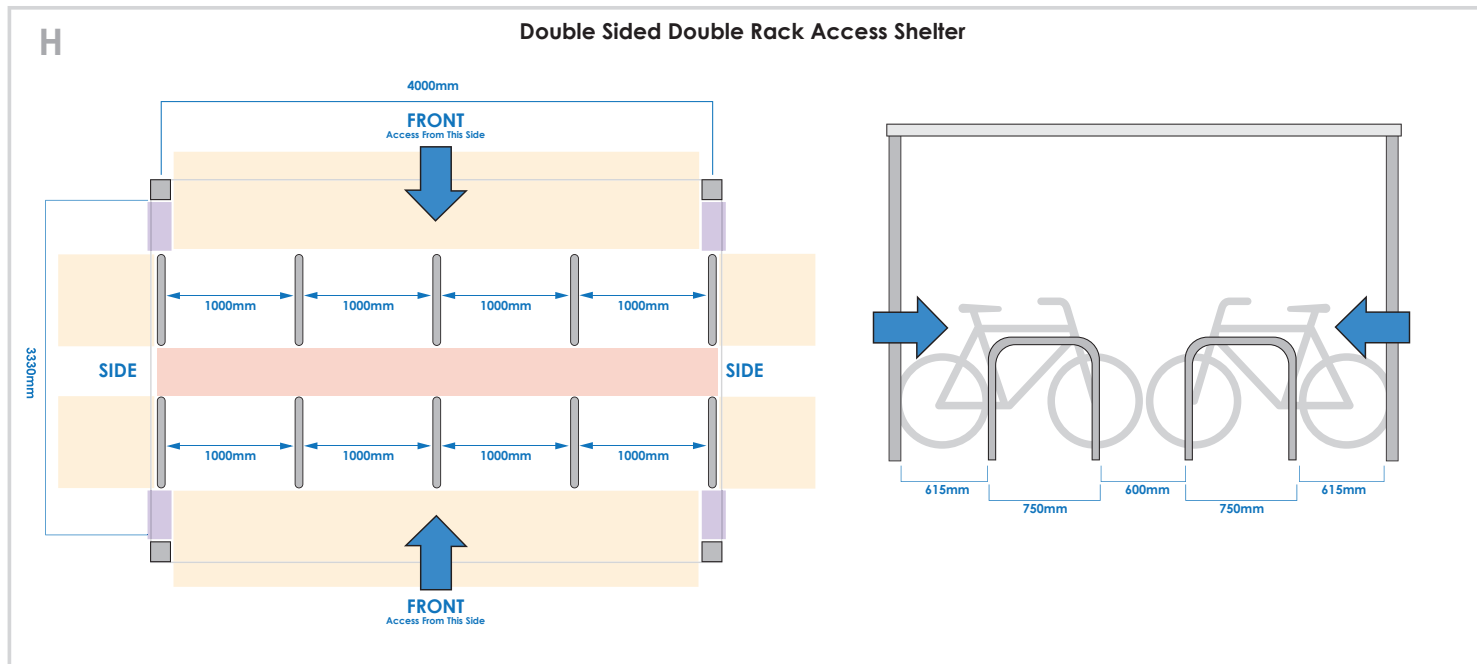 Double Sided Double Rack Access Shelter
H
4000mm
FRONT
Access From This Side
1000mm
1000mm
1000mm
1000mm
3330mm
SIDE
SIDE
1000mm
1000mm
1000mm
1000mm
FRONT
Access From This Side
615mm
750mm
600mm
750mm
615mm